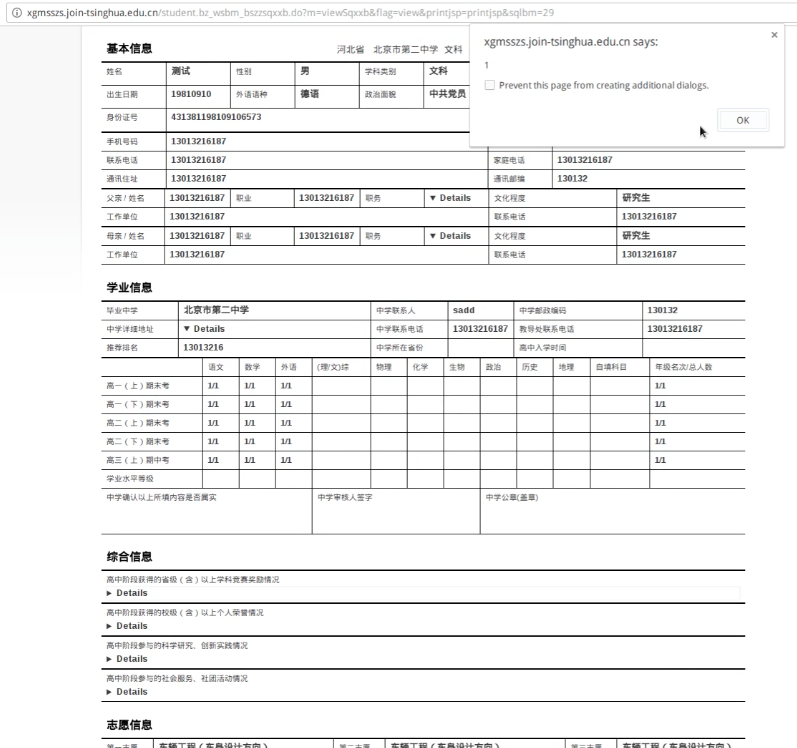 xgmsszs.join-tsinghua.edu.cn/student.bz_wsbm_bszzsqxxb.do?m=viewSqxxb&flag=view&printjsp=printjsp&sqlbm=29
xgmsszs.join-tsinghua.edu.cn says:
1
Prevent this page from creating additional dialogs.
OK
基本信息 河北省 北京市第二中学 文科
姓名 测试 性别 男 学科类别 文科
出生日期 19810910 外语语种 德语 政治面貌 中共党员
身份证号 431381198109106573
手机号码 13013216187
联系电话 13013216187 家庭电话 13013216187
通讯住址 13013216187 通讯邮编 130132
父亲/姓名 13013216187 职业 13013216187 职务 ▼ Details 文化程度 研究生
工作单位 13013216187 联系电话 13013216187
母亲/姓名 13013216187 职业 13013216187 职务 ▼ Details 文化程度 研究生
工作单位 13013216187 联系电话 13013216187
学业信息
毕业中学 北京市第二中学 中学联系人 sadd 中学邮政编码 130132
中学详细地址 ▼ Details 中学联系电话 13013216187 教导处联系电话 13013216187
推荐排名 13013216 中学所在省份 高中入学时间
语文 数学 外语 (理/文)综 物理 化学 生物 政治 历史 地理 自填科目 年级名次/总人数
高一（上）期末考 1/1 1/1 1/1 1/1
高一（下）期末考 1/1 1/1 1/1 1/1
高二（上）期末考 1/1 1/1 1/1 1/1
高二（下）期末考 1/1 1/1 1/1 1/1
高三（上）期中考 1/1 1/1 1/1 1/1
学业水平等级
中学确认以上所填内容是否属实 中学审核人签字 中学公章(盖章)
综合信息
高中阶段获得的省级（含）以上学科竞赛奖励情况
▶ Details
高中阶段获得的校级（含）以上个人荣誉情况
▶ Details
高中阶段参与的科学研究、创新实践情况
▶ Details
高中阶段参与的社会服务、社团活动情况
▶ Details
志愿信息
第一志愿 车辆工程（车身设计方向） 第二志愿 车辆工程（车身设计方向） 第三志愿 车辆工程（车身设计方向）